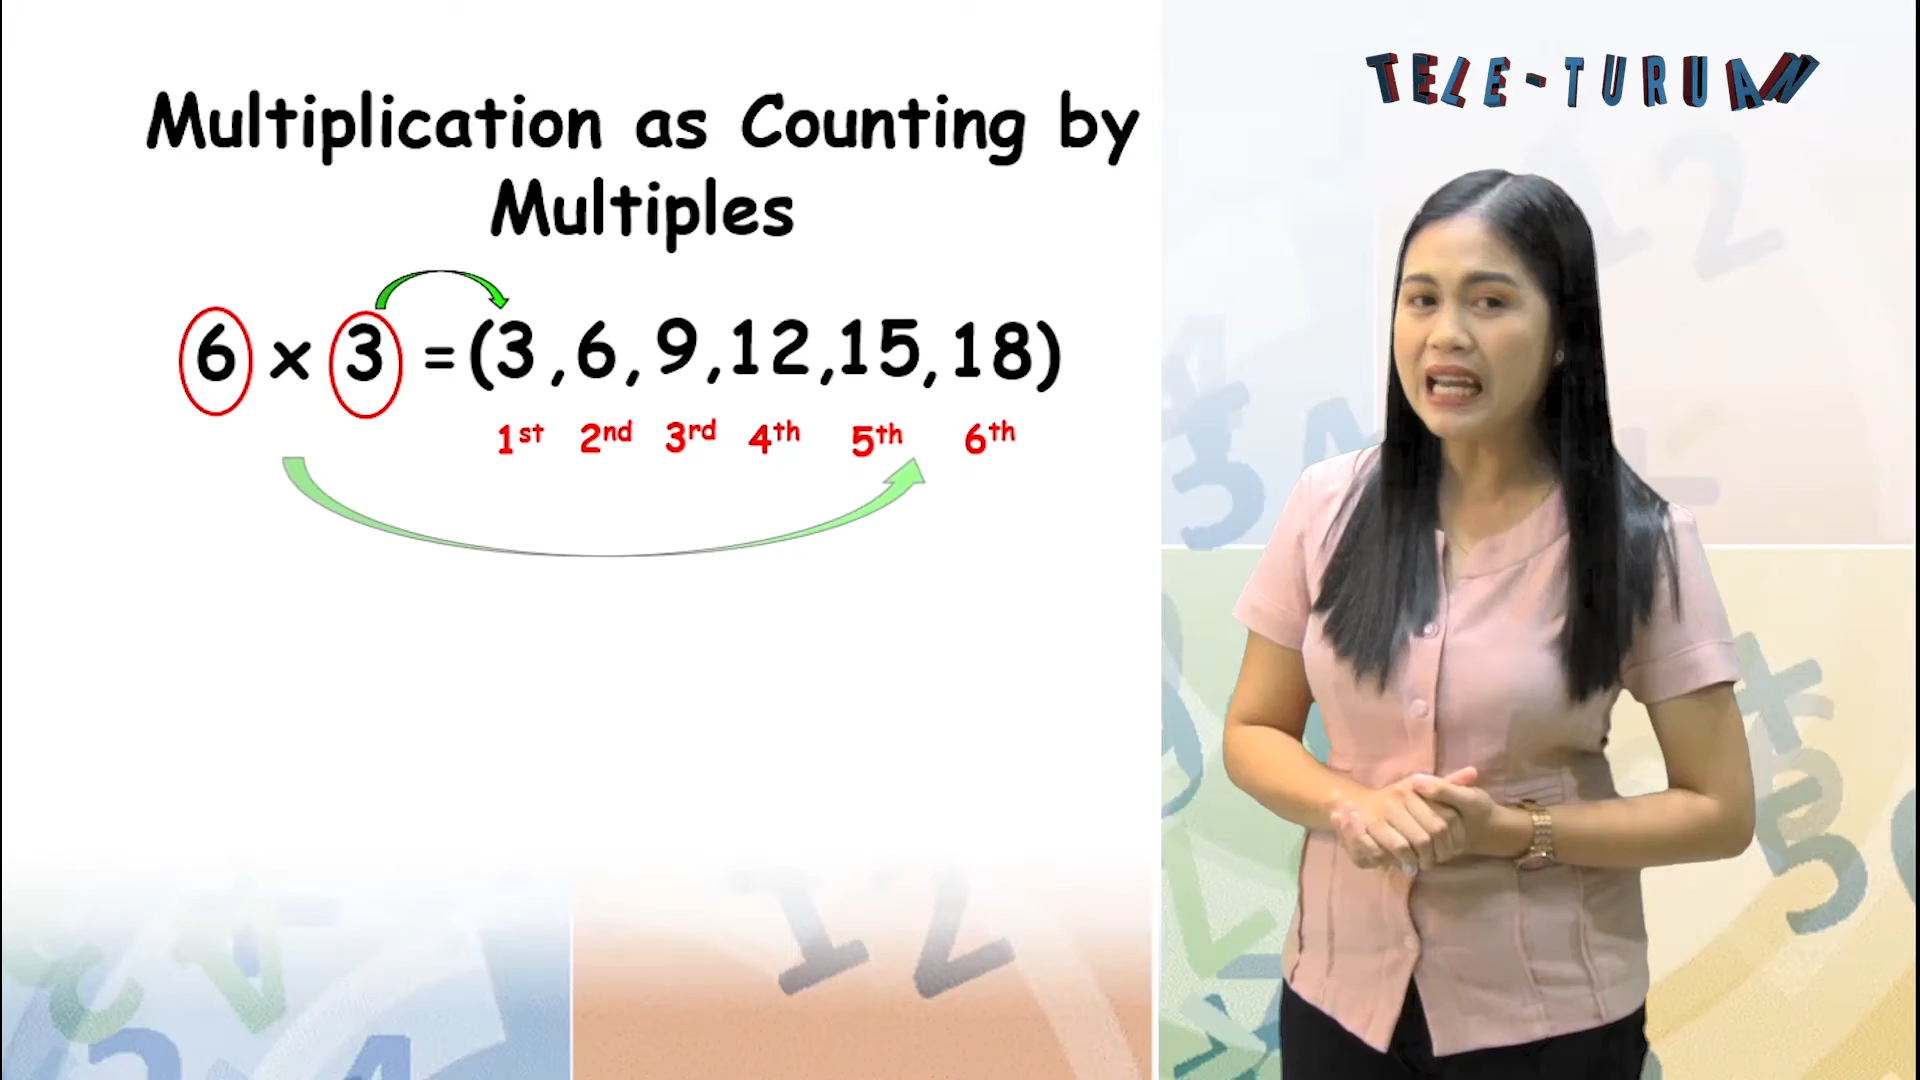 TELE-TURUAN
Multiplication as Counting by
Multiples
6 x 3 = (3, 6, 9, 12, 15, 18)
1st 2nd 3rd 4th 5th 6th